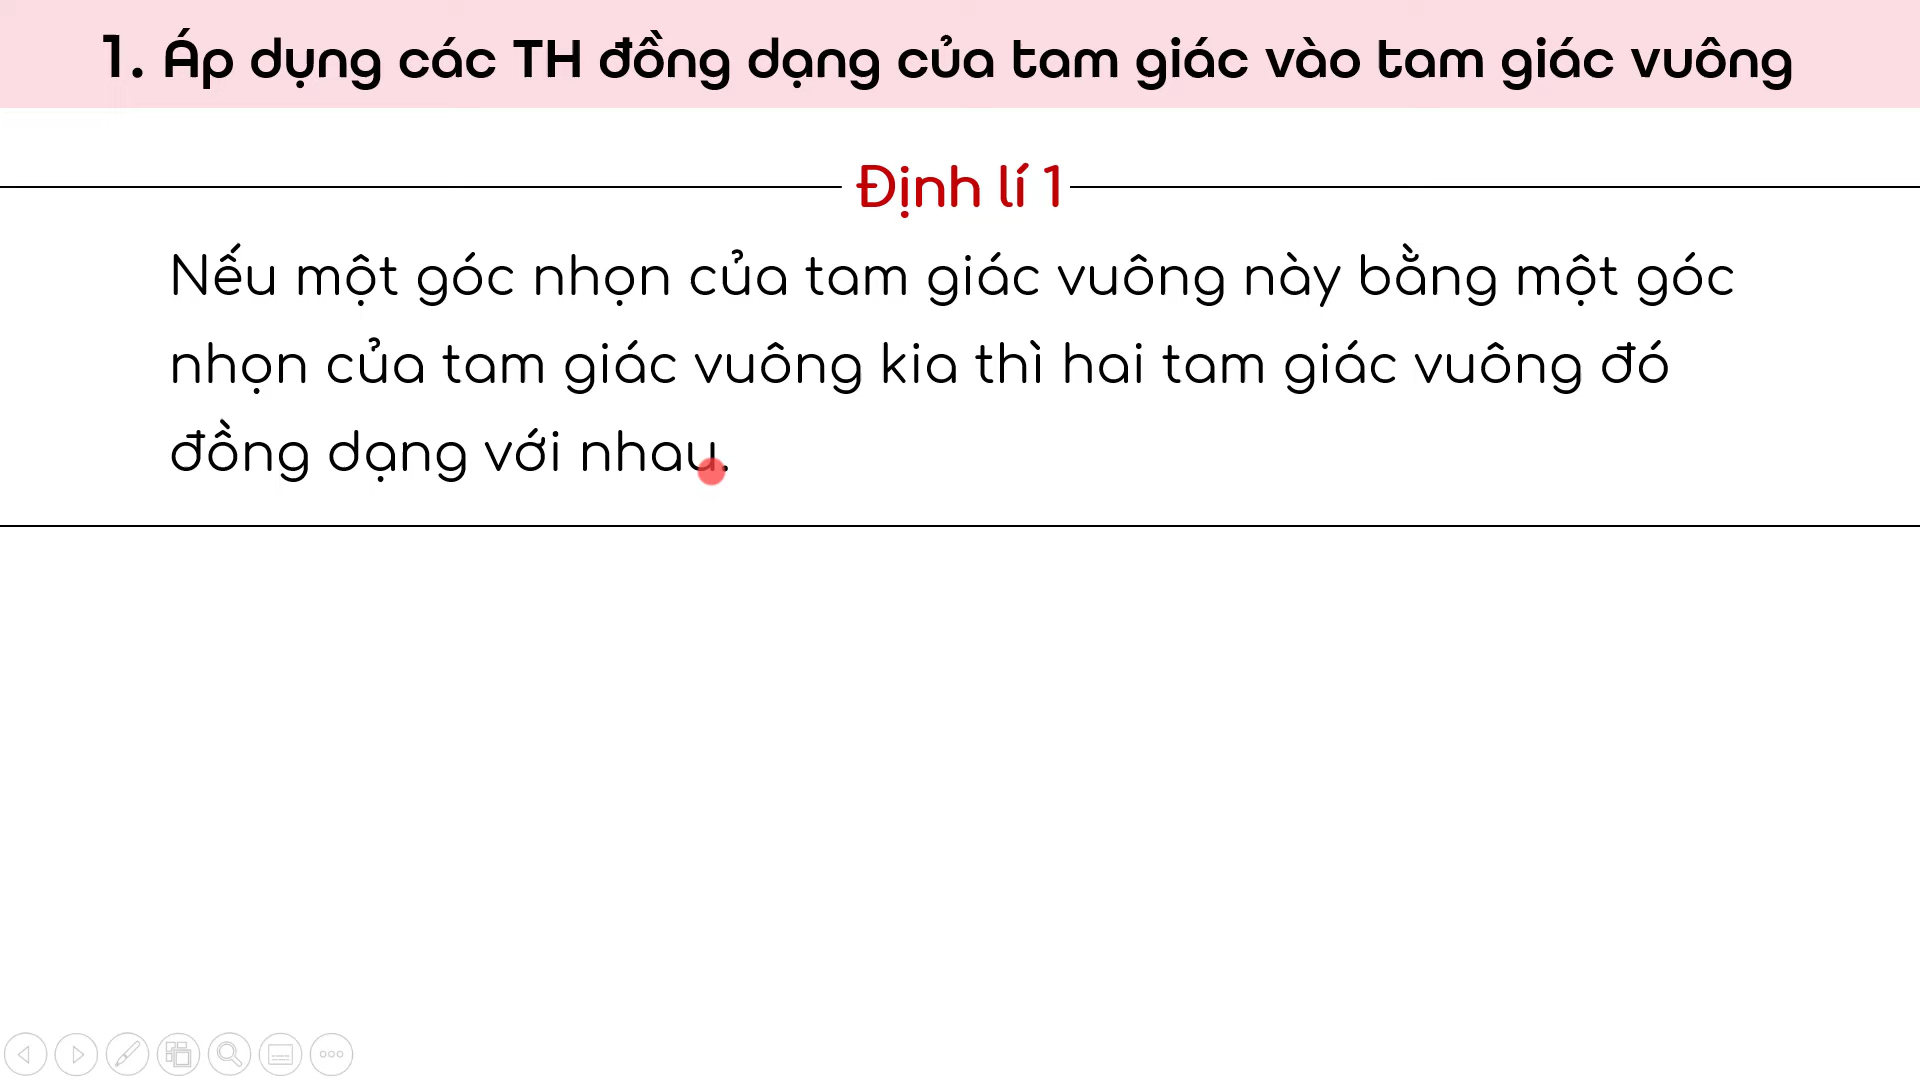 1. Áp dụng các TH đồng dạng của tam giác vào tam giác vuông
Định lí 1
Nếu một góc nhọn của tam giác vuông này bằng một góc
nhọn của tam giác vuông kia thì hai tam giác vuông đó
đồng dạng với nhau.